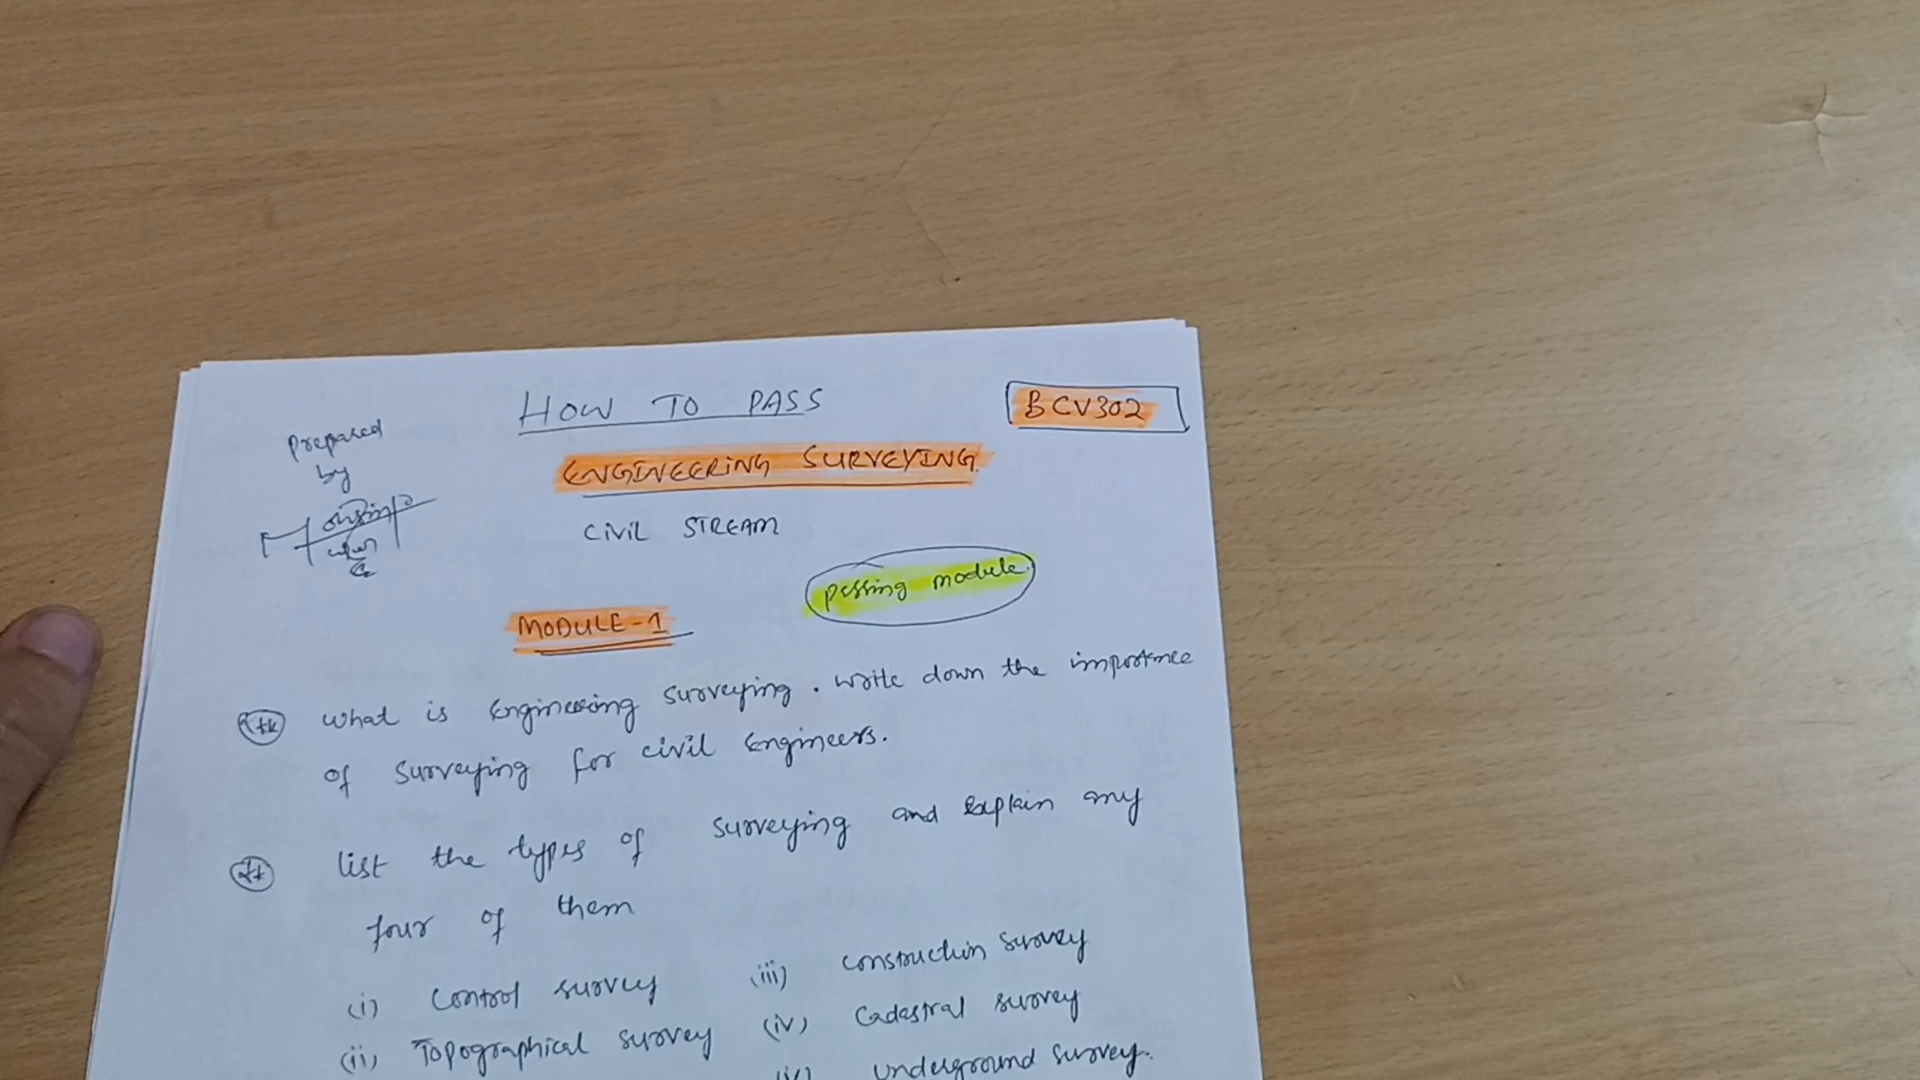 HOW TO PASS
BCV302
Prepared
by
ENGINEERING SURVEYING.
CIVIL STREAM
passing module.
MODULE-1
what is Engineering surveying. write down the importance
of surveying for civil Engineers.
list the types of surveying and Explain any
four of them
(i) control survey
(iii) construction survey
(ii) Topographical survey
(iv) Cadastral survey
underground survey.